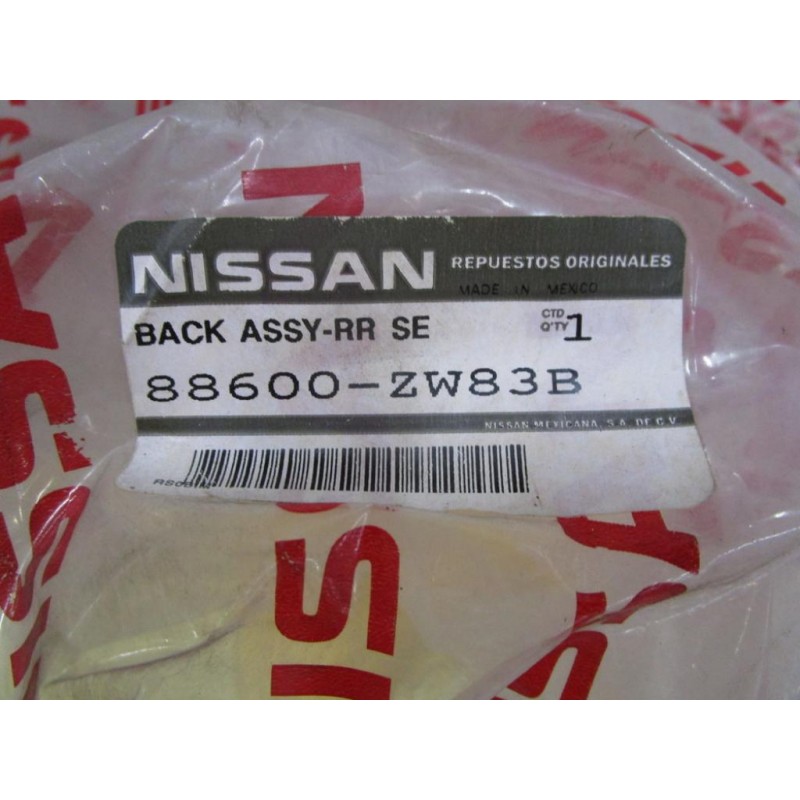 NISSAN REPUESTOS ORIGINALES
MADE IN MEXICO
BACK ASSY-RR SE CTD Q'TY 1
88600-ZW83B
NISSAN MEXICANA, S.A. DE C.V.